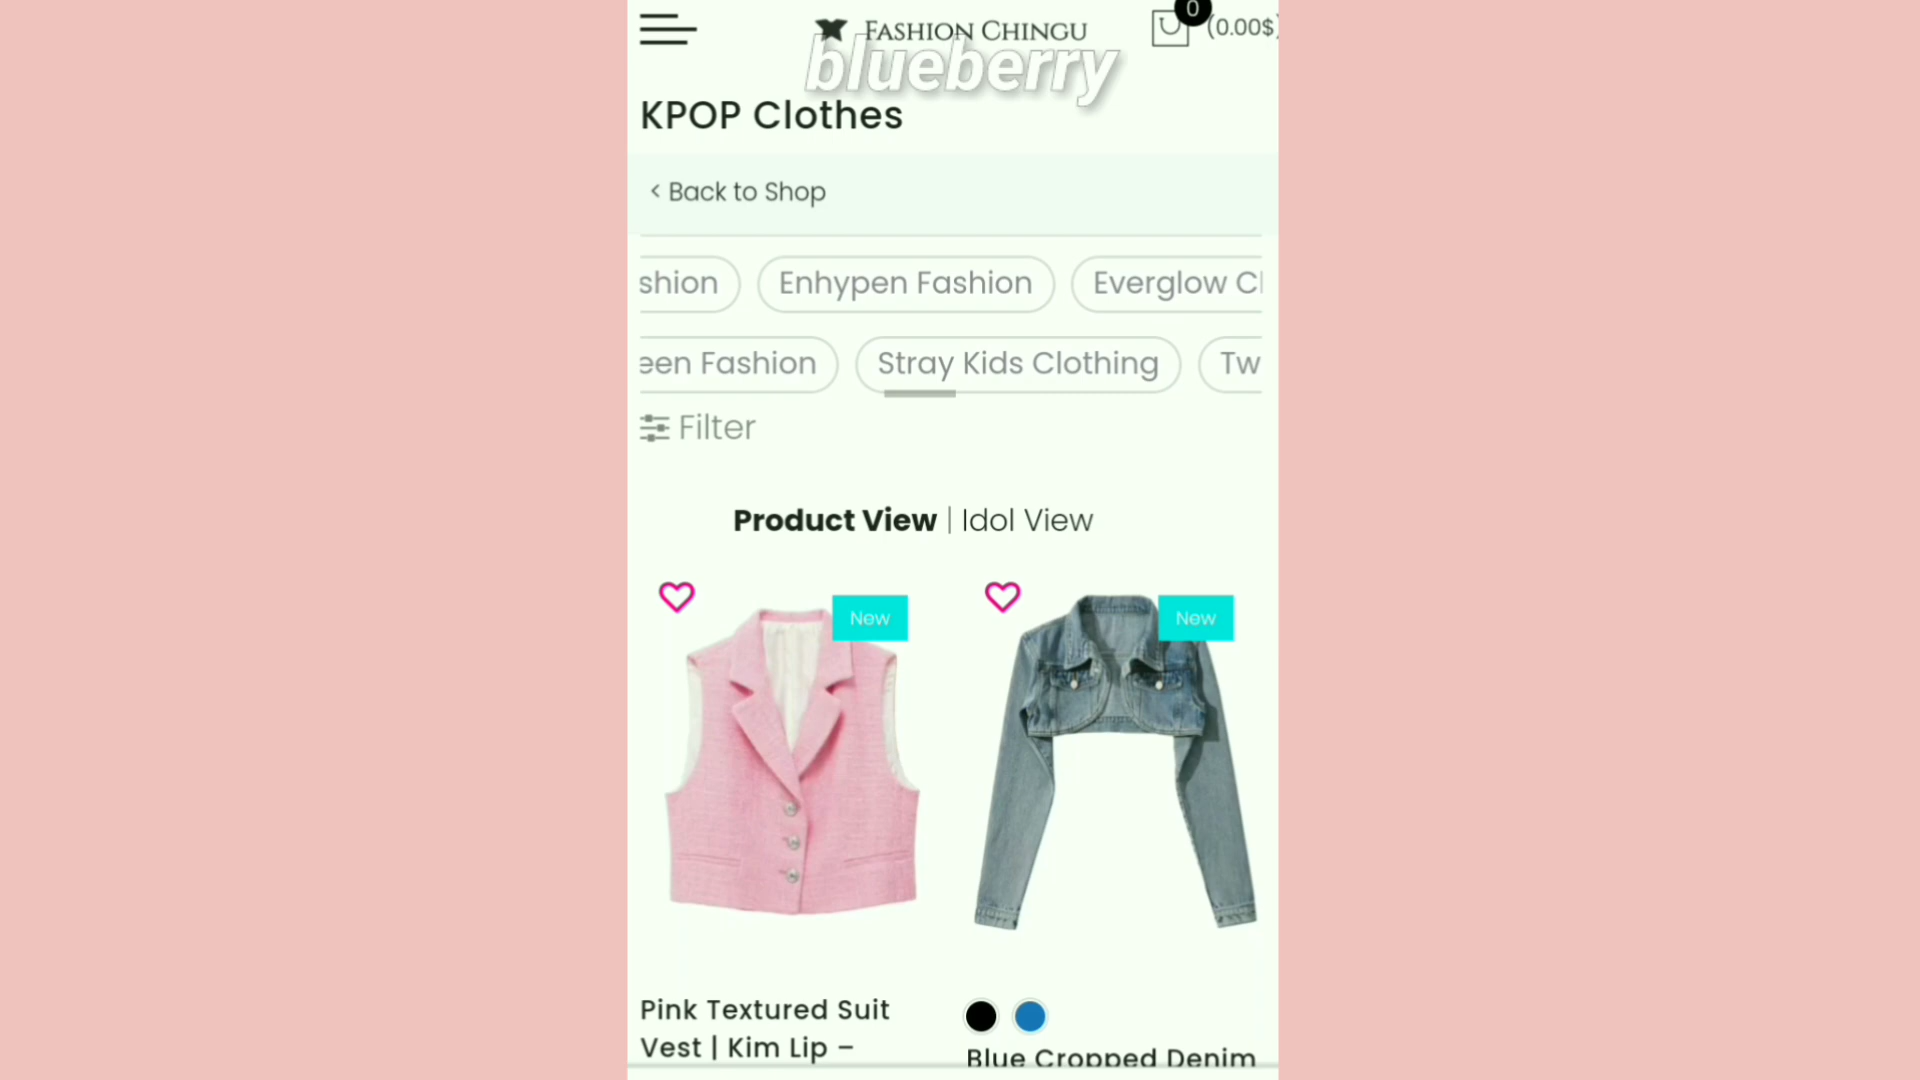 FASHION CHINGU
0
(0.00$)
blueberry
KPOP Clothes
< Back to Shop
shion
Enhypen Fashion
Everglow Cl
een Fashion
Stray Kids Clothing
Tw
Filter
Product View | Idol View
New
New
Pink Textured Suit
Vest | Kim Lip –
Blue Cropped Denim